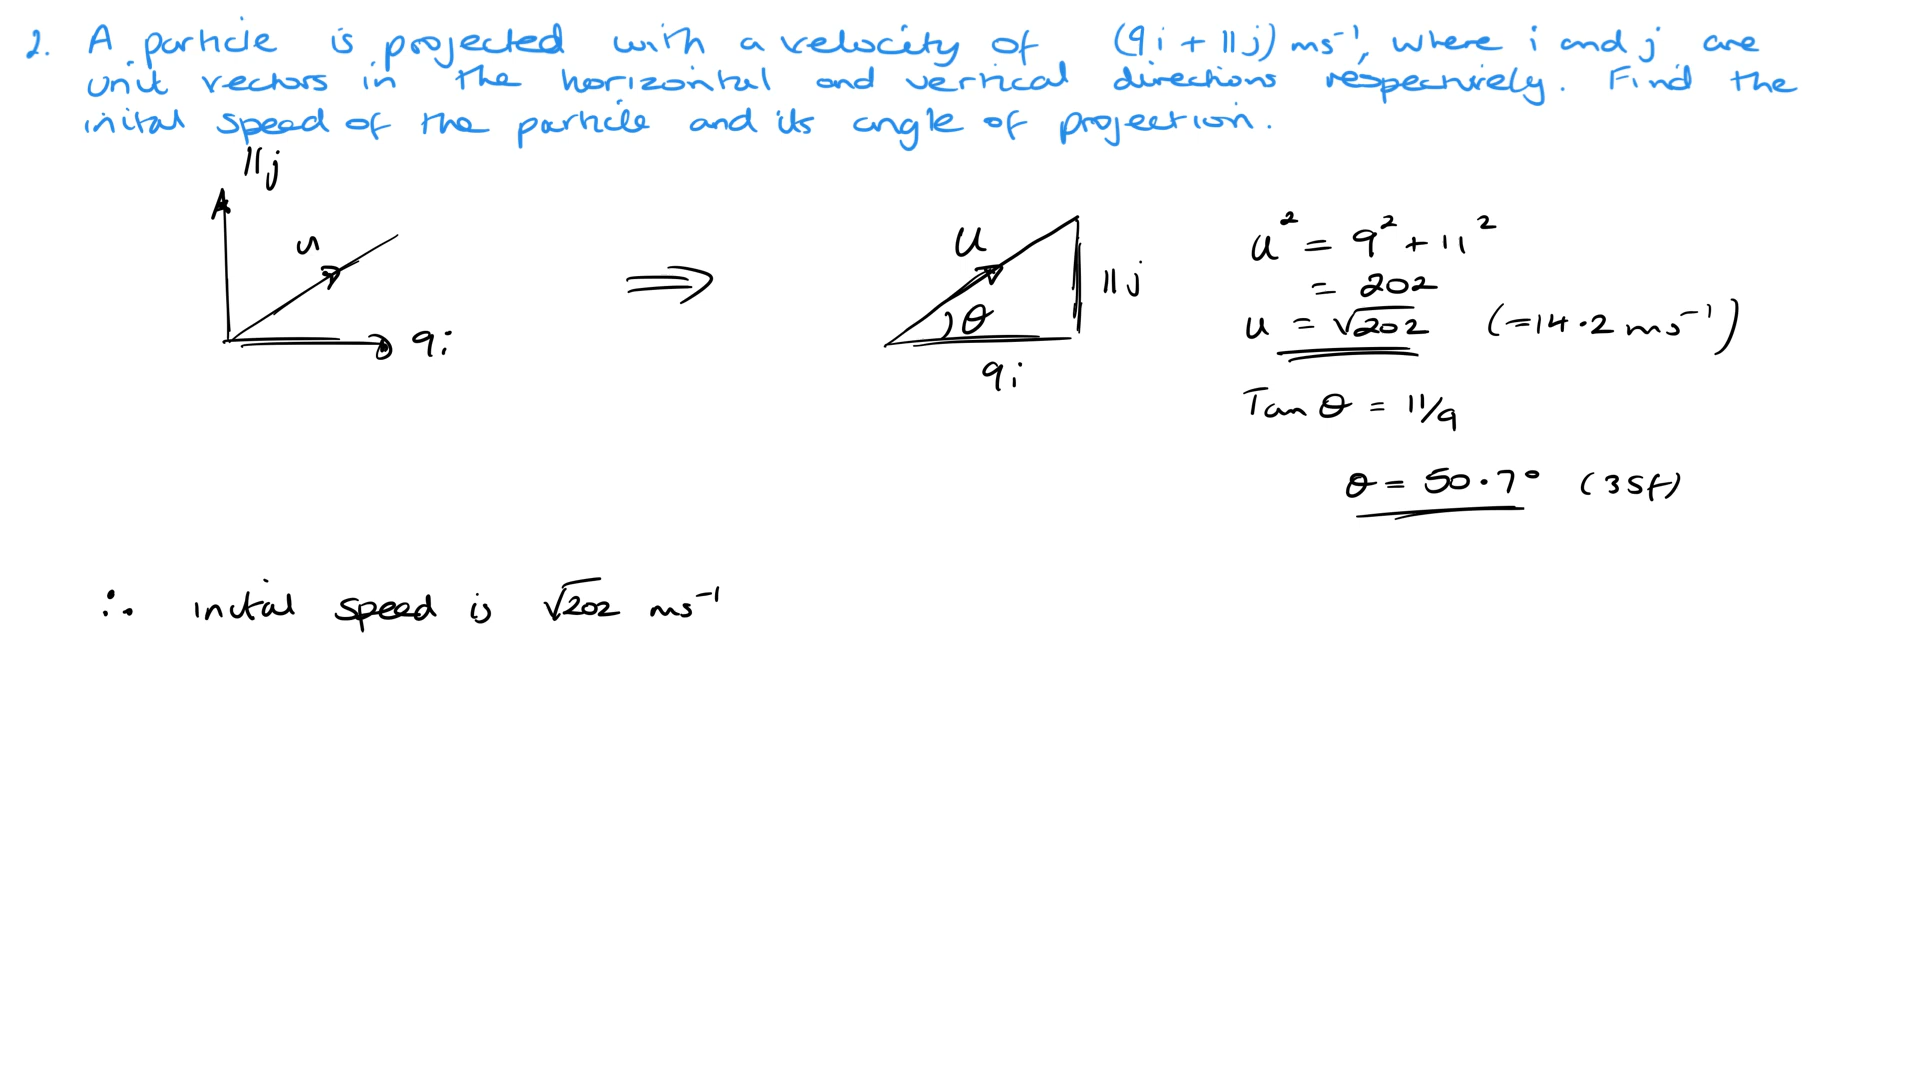 2. A particle is projected with a velocity of (9i + 11j) ms⁻¹, where i and j are
unit vectors in the horizontal and vertical directions respectively. Find the
inital speed of the particle and its angle of projection.
11j
u
9i
⇒
u
θ
11j
9i
u² = 9² + 11²
= 202
u = √202 (=14.2 ms⁻¹)
Tan θ = 11/9
θ = 50.7° (3sf)
∴ initial speed is √202 ms⁻¹